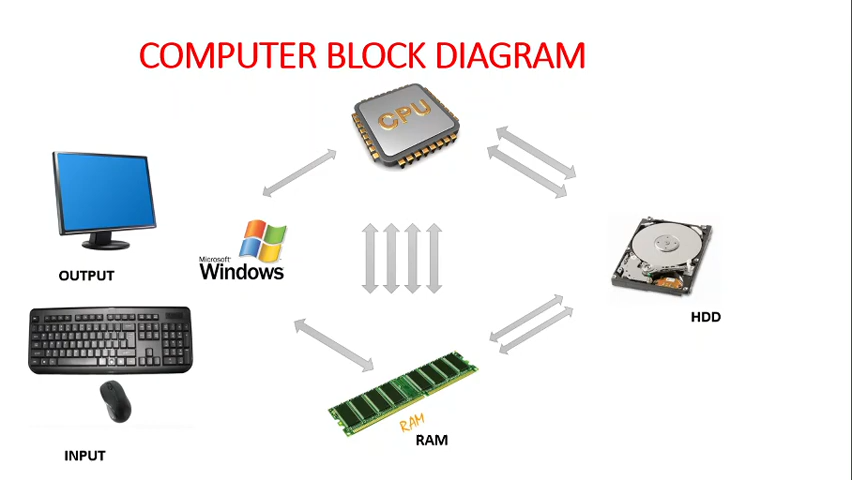 COMPUTER BLOCK DIAGRAM
CPU
Microsoft
Windows
OUTPUT
HDD
RAM
RAM
INPUT